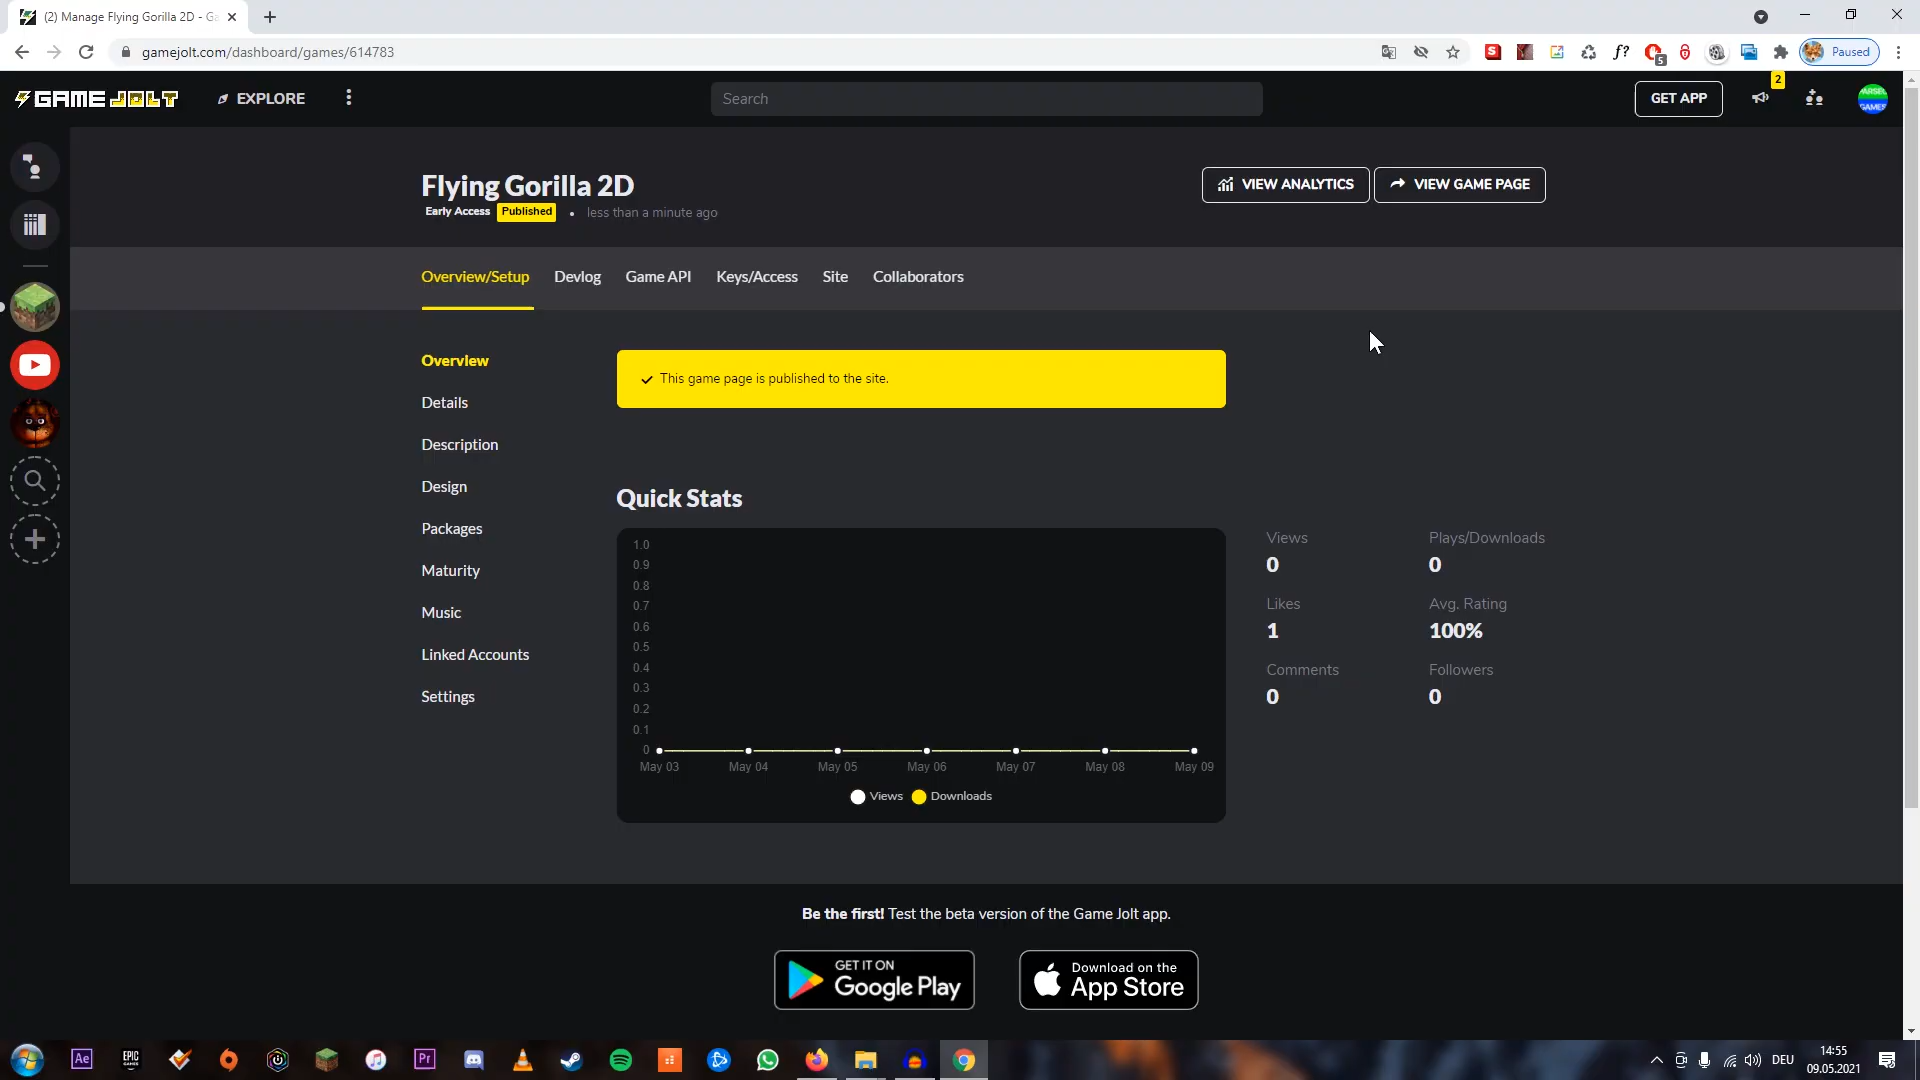 (2) Manage Flying Gorilla 2D - Ga
gamejolt.com/dashboard/games/614783
5
Paused
GAME JOLT
EXPLORE
Search
GET APP
2
GAMES
Flying Gorilla 2D
Early Access Published • less than a minute ago
VIEW ANALYTICS
VIEW GAME PAGE
Overview/Setup
Devlog
Game API
Keys/Access
Site
Collaborators
Overview
Details
Description
Design
Packages
Maturity
Music
Linked Accounts
Settings
This game page is published to the site.
Quick Stats
1.0
0.9
0.8
0.7
0.6
0.5
0.4
0.3
0.2
0.1
0
May 03
May 04
May 05
May 06
May 07
May 08
May 09
Views
Downloads
Views
0
Plays/Downloads
0
Likes
1
Avg. Rating
100%
Comments
0
Followers
0
Be the first! Test the beta version of the Game Jolt app.
GET IT ON
Google Play
Download on the
App Store
Ae
EPIC
GAMES
Pr
DEU
14:55
09.05.2021